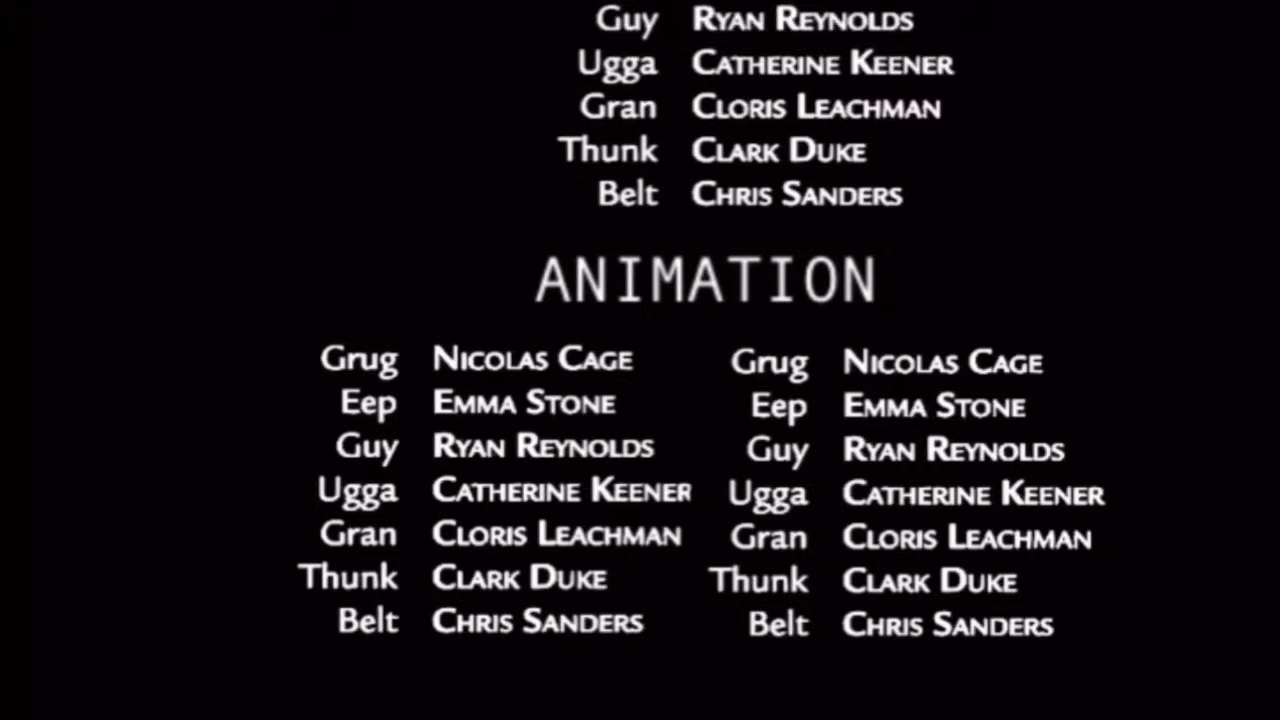 Guy Ryan Reynolds
Ugga Catherine Keener
Gran Cloris Leachman
Thunk Clark Duke
Belt Chris Sanders
ANIMATION
Grug Nicolas Cage
Eep Emma Stone
Guy Ryan Reynolds
Ugga Catherine Keener
Gran Cloris Leachman
Thunk Clark Duke
Belt Chris Sanders
Grug Nicolas Cage
Eep Emma Stone
Guy Ryan Reynolds
Ugga Catherine Keener
Gran Cloris Leachman
Thunk Clark Duke
Belt Chris Sanders